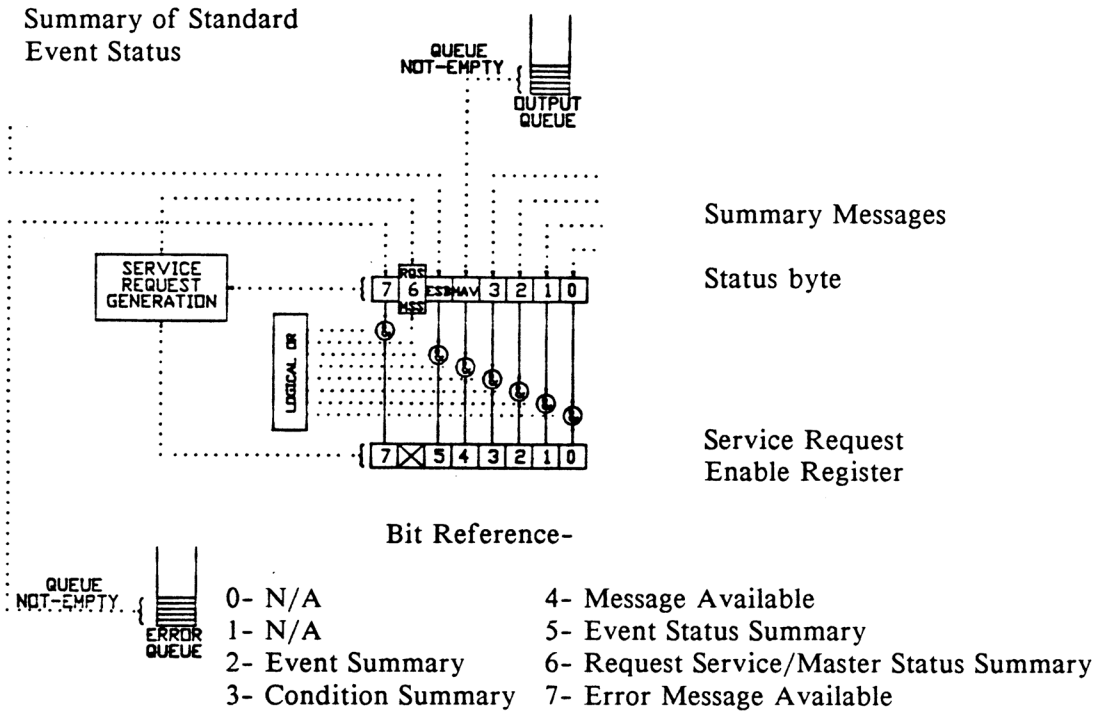 Summary of Standard
Event Status
QUEUE
NOT-EMPTY
OUTPUT
QUEUE
Summary Messages
SERVICE
REQUEST
GENERATION
RQS
7 6 ESB MAV 3 2 1 0
MSS
Status byte
LOGICAL OR
7 5 4 3 2 1 0
Service Request
Enable Register
Bit Reference-
QUEUE
NOT-EMPTY
ERROR
QUEUE
0- N/A
1- N/A
2- Event Summary
3- Condition Summary
4- Message Available
5- Event Status Summary
6- Request Service/Master Status Summary
7- Error Message Available